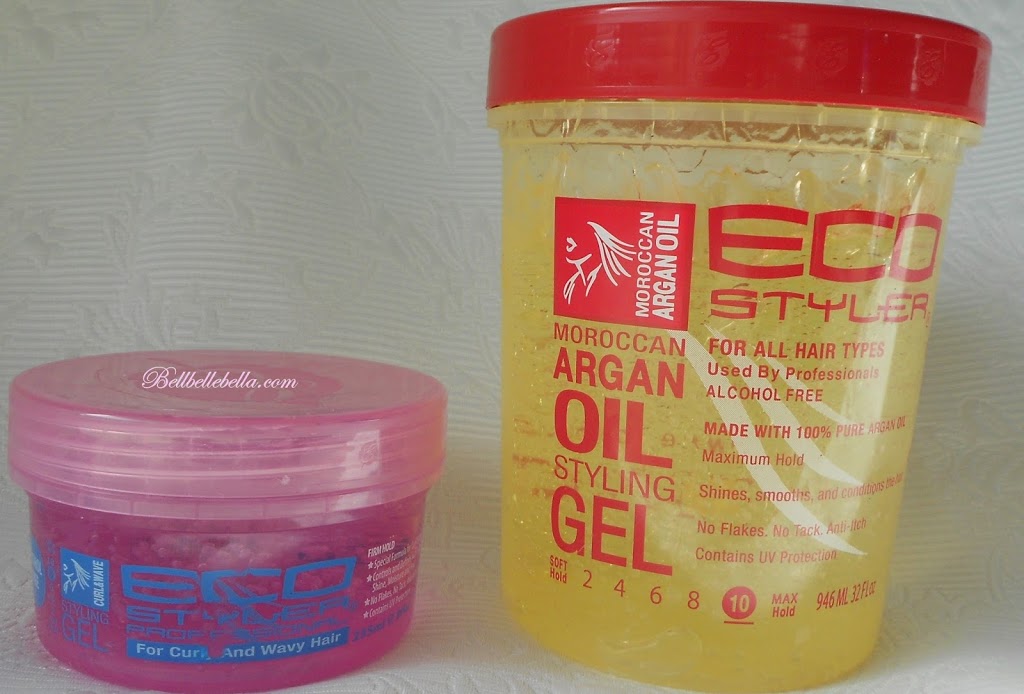 Bellbellebella.com
CURL&WAVE
STYLING
GEL
ECO
STYLER
PROFESSIONAL
For Curly And Wavy Hair
FIRM HOLD
MOROCCAN
ARGAN OIL
MOROCCAN
ARGAN
OIL
STYLING
GEL
ECO
STYLER
FOR ALL HAIR TYPES
Used By Professionals
ALCOHOL FREE
MADE WITH 100% PURE ARGAN OIL
Maximum Hold
Shines, smooths, and conditions the
No Flakes. No Tack. Anti-Itch
Contains UV Protection
SOFT
Hold
2 4 6 8 10
MAX
Hold
946 ML 32 Fl oz